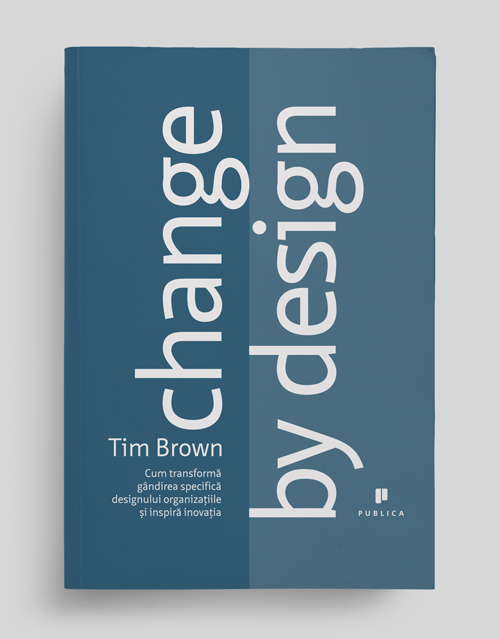 change
by design
Tim Brown
Cum transformă
gândirea specifică
designului organizațiile
și inspiră inovația
PUBLICA